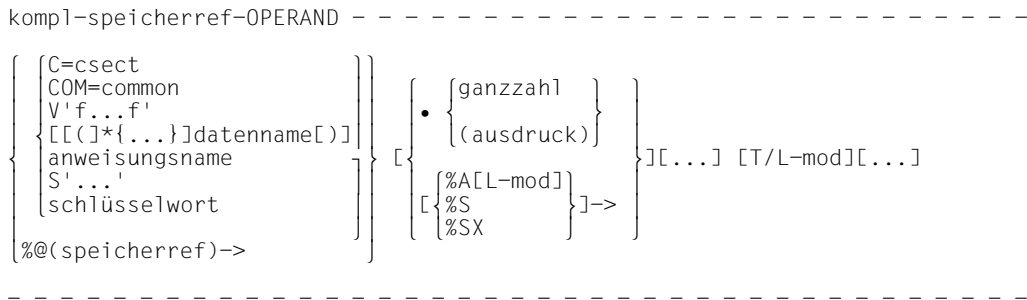 kompl-speicherref-OPERAND - - - - - - - - - - - - - - - - - - - - - - - - - - -
C=csect
COM=common
V'f...f'
[[(]*{...}]datenname[)]
anweisungsname
S'...'
schlüsselwort
%@(speicherref)->
[ • ganzzahl
(ausdruck)
[ %A[L-mod]
%S ]->
%SX
][...] [T/L-mod][...]
- - - - - - - - - - - - - - - - - - - - - - - - - - - - - - - - - - - - - - - -